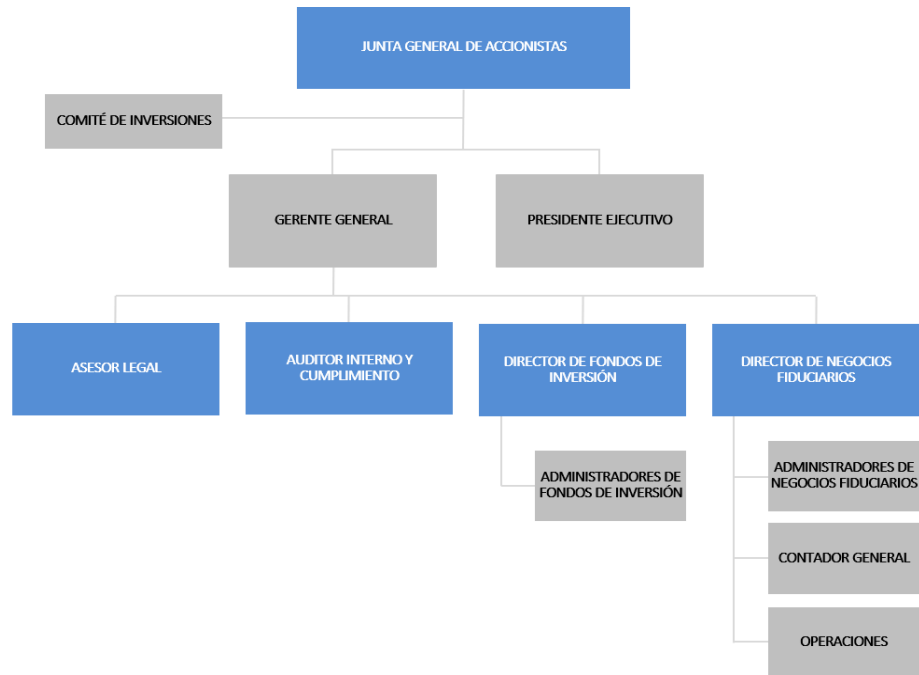 JUNTA GENERAL DE ACCIONISTAS
COMITÉ DE INVERSIONES
GERENTE GENERAL
PRESIDENTE EJECUTIVO
ASESOR LEGAL
AUDITOR INTERNO Y
CUMPLIMIENTO
DIRECTOR DE FONDOS DE
INVERSIÓN
DIRECTOR DE NEGOCIOS
FIDUCIARIOS
ADMINISTRADORES DE
FONDOS DE INVERSIÓN
ADMINISTRADORES DE
NEGOCIOS FIDUCIARIOS
CONTADOR GENERAL
OPERACIONES